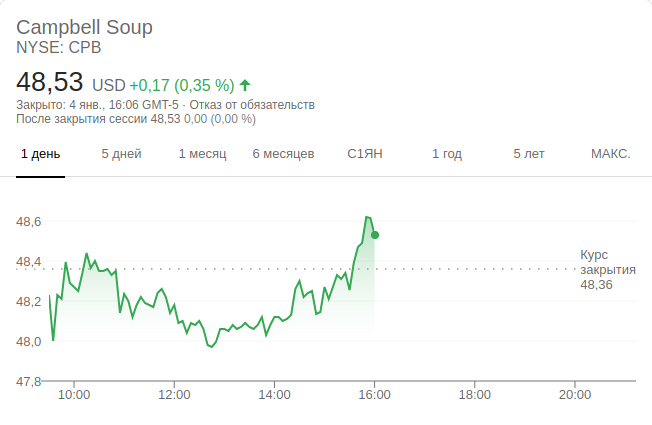 Campbell Soup
NYSE: CPB
48,53 USD +0,17 (0,35 %)
Закрыто: 4 янв., 16:06 GMT-5 · Отказ от обязательств
После закрытия сессии 48,53 0,00 (0,00 %)
1 день 5 дней 1 месяц 6 месяцев С1ЯН 1 год 5 лет МАКС.
48,6
48,4
48,2
48,0
47,8
Курс
закрытия
48,36
10:00 12:00 14:00 16:00 18:00 20:00